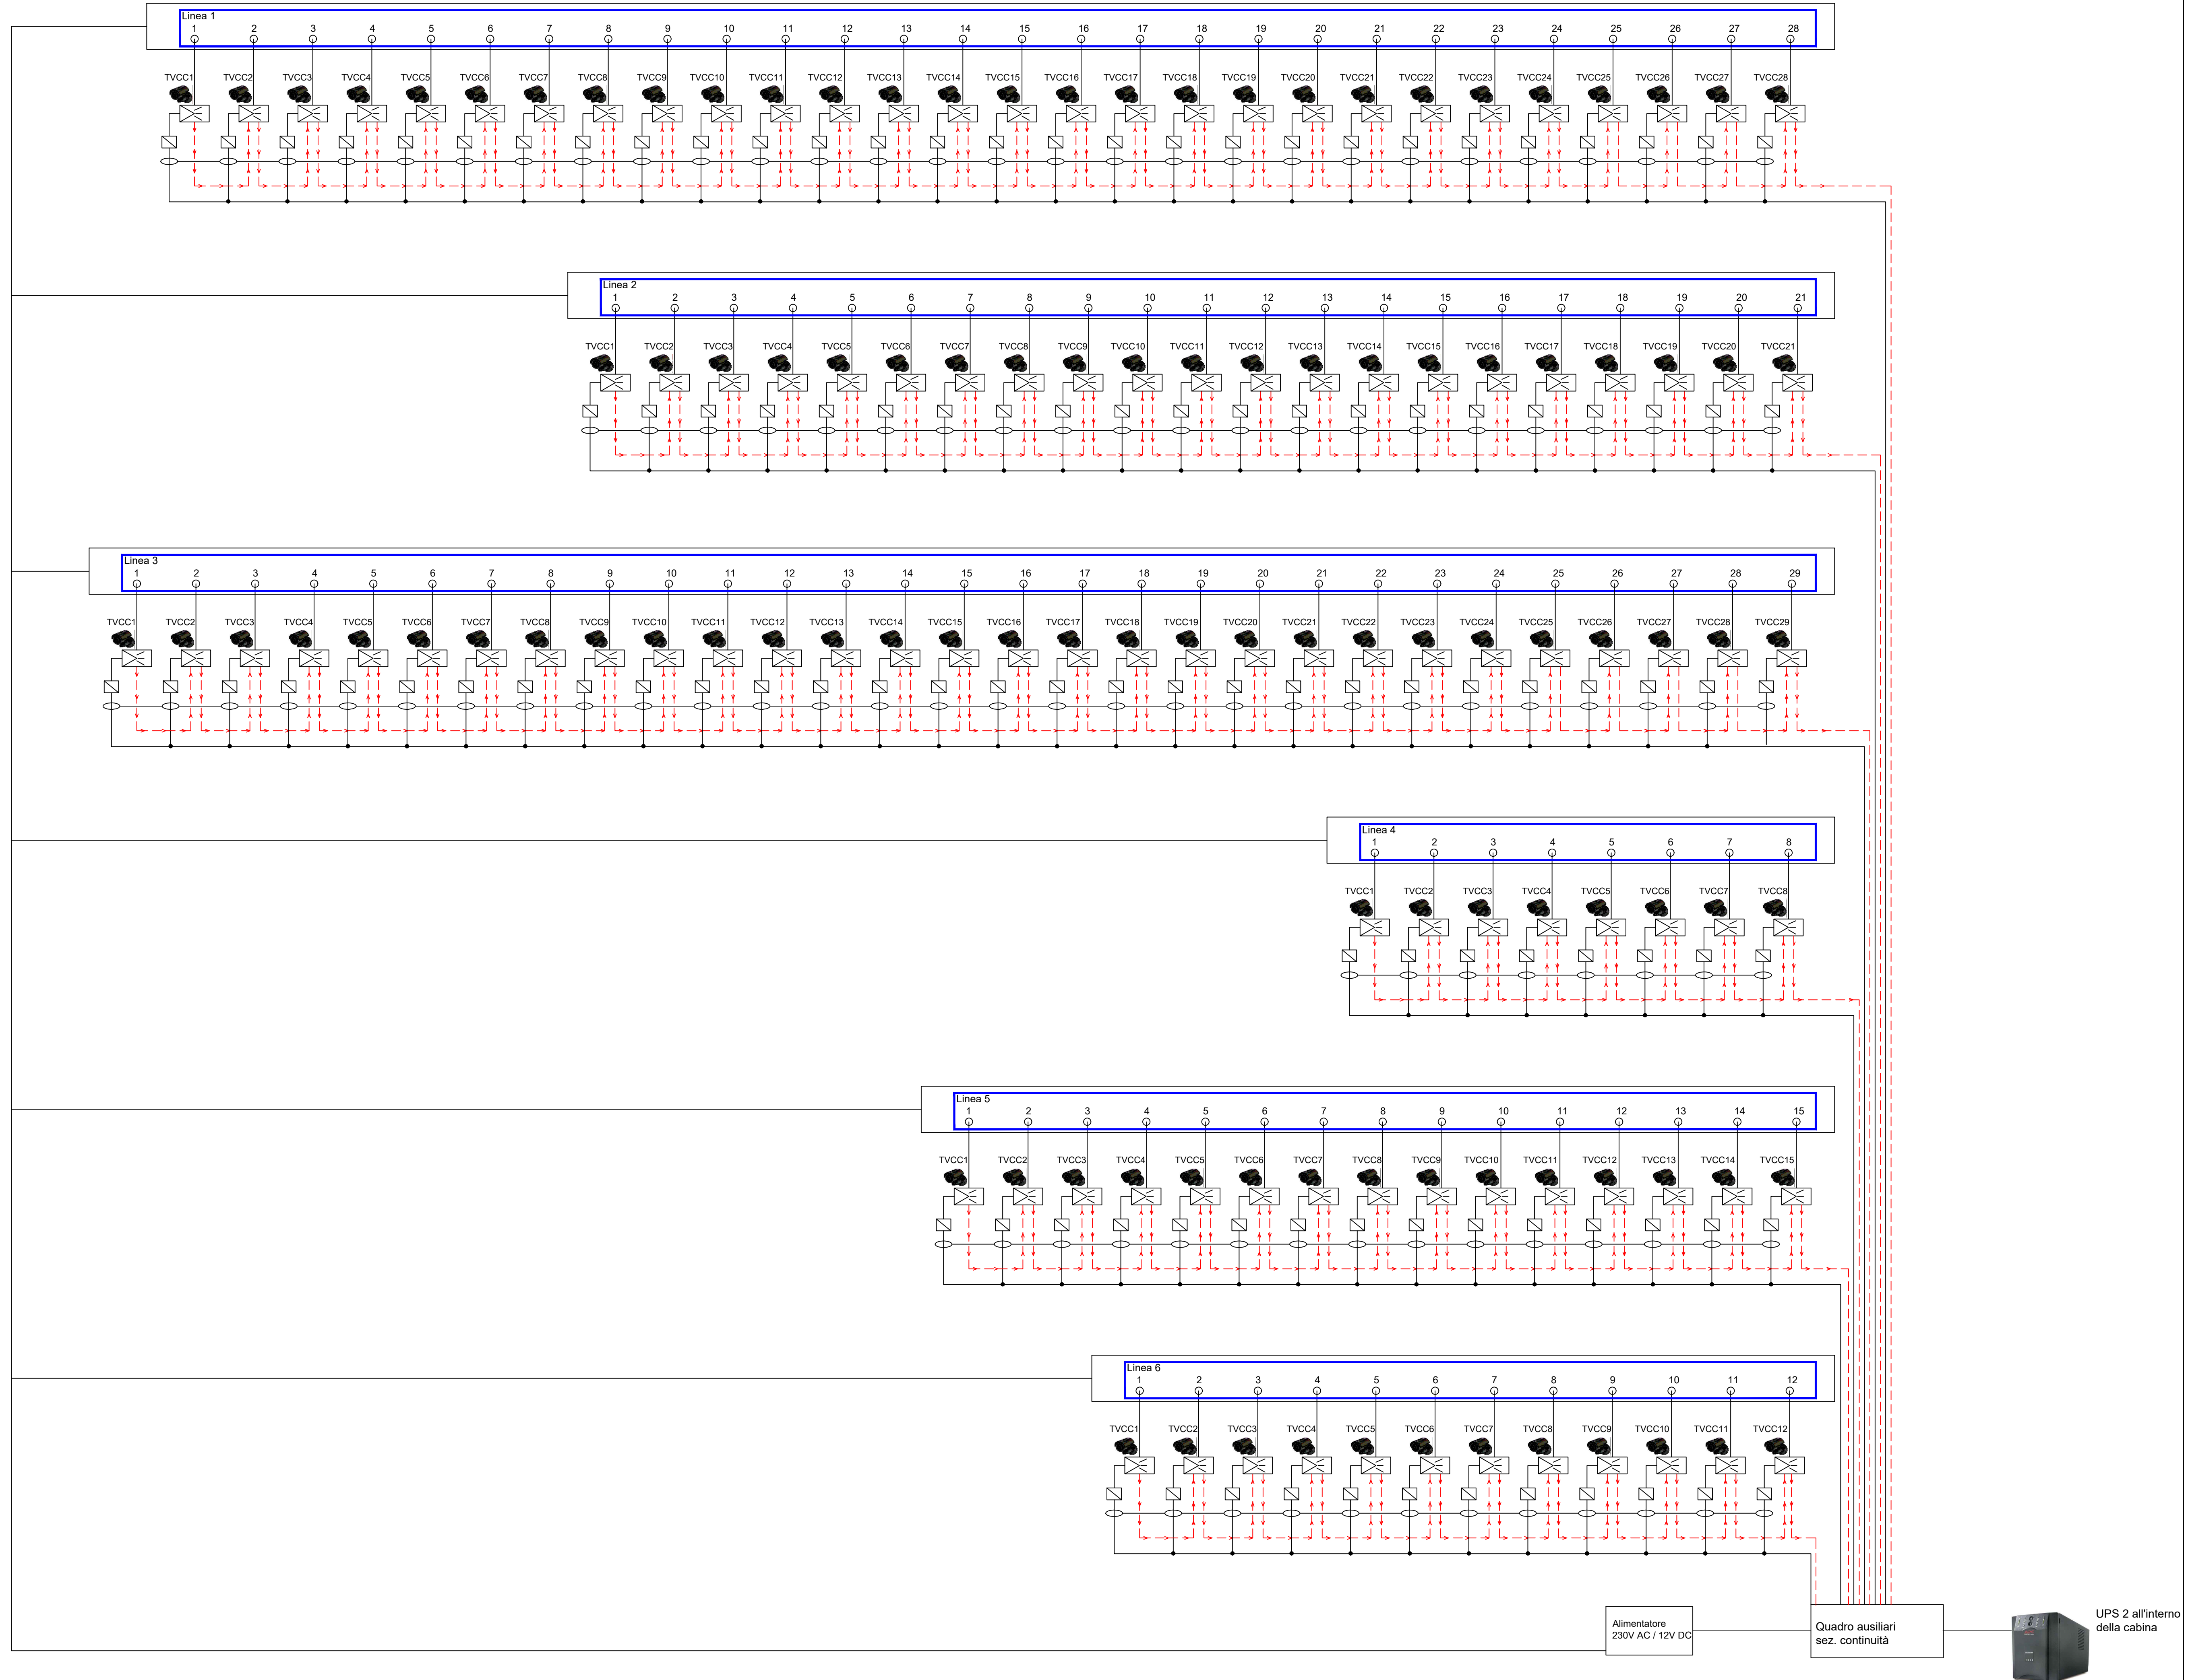 Linea 1
1 2 3 4 5 6 7 8 9 10 11 12 13 14 15 16 17 18 19 20 21 22 23 24 25 26 27 28
TVCC1 TVCC2 TVCC3 TVCC4 TVCC5 TVCC6 TVCC7 TVCC8 TVCC9 TVCC10 TVCC11 TVCC12 TVCC13 TVCC14 TVCC15 TVCC16 TVCC17 TVCC18 TVCC19 TVCC20 TVCC21 TVCC22 TVCC23 TVCC24 TVCC25 TVCC26 TVCC27 TVCC28
Linea 2
1 2 3 4 5 6 7 8 9 10 11 12 13 14 15 16 17 18 19 20 21
TVCC1 TVCC2 TVCC3 TVCC4 TVCC5 TVCC6 TVCC7 TVCC8 TVCC9 TVCC10 TVCC11 TVCC12 TVCC13 TVCC14 TVCC15 TVCC16 TVCC17 TVCC18 TVCC19 TVCC20 TVCC21
Linea 3
1 2 3 4 5 6 7 8 9 10 11 12 13 14 15 16 17 18 19 20 21 22 23 24 25 26 27 28 29
TVCC1 TVCC2 TVCC3 TVCC4 TVCC5 TVCC6 TVCC7 TVCC8 TVCC9 TVCC10 TVCC11 TVCC12 TVCC13 TVCC14 TVCC15 TVCC16 TVCC17 TVCC18 TVCC19 TVCC20 TVCC21 TVCC22 TVCC23 TVCC24 TVCC25 TVCC26 TVCC27 TVCC28 TVCC29
Linea 4
1 2 3 4 5 6 7 8
TVCC1 TVCC2 TVCC3 TVCC4 TVCC5 TVCC6 TVCC7 TVCC8
Linea 5
1 2 3 4 5 6 7 8 9 10 11 12 13 14 15
TVCC1 TVCC2 TVCC3 TVCC4 TVCC5 TVCC6 TVCC7 TVCC8 TVCC9 TVCC10 TVCC11 TVCC12 TVCC13 TVCC14 TVCC15
Linea 6
1 2 3 4 5 6 7 8 9 10 11 12
TVCC1 TVCC2 TVCC3 TVCC4 TVCC5 TVCC6 TVCC7 TVCC8 TVCC9 TVCC10 TVCC11 TVCC12
Alimentatore
230V AC / 12V DC
Quadro ausiliari
sez. continuità
UPS 2 all'interno
della cabina